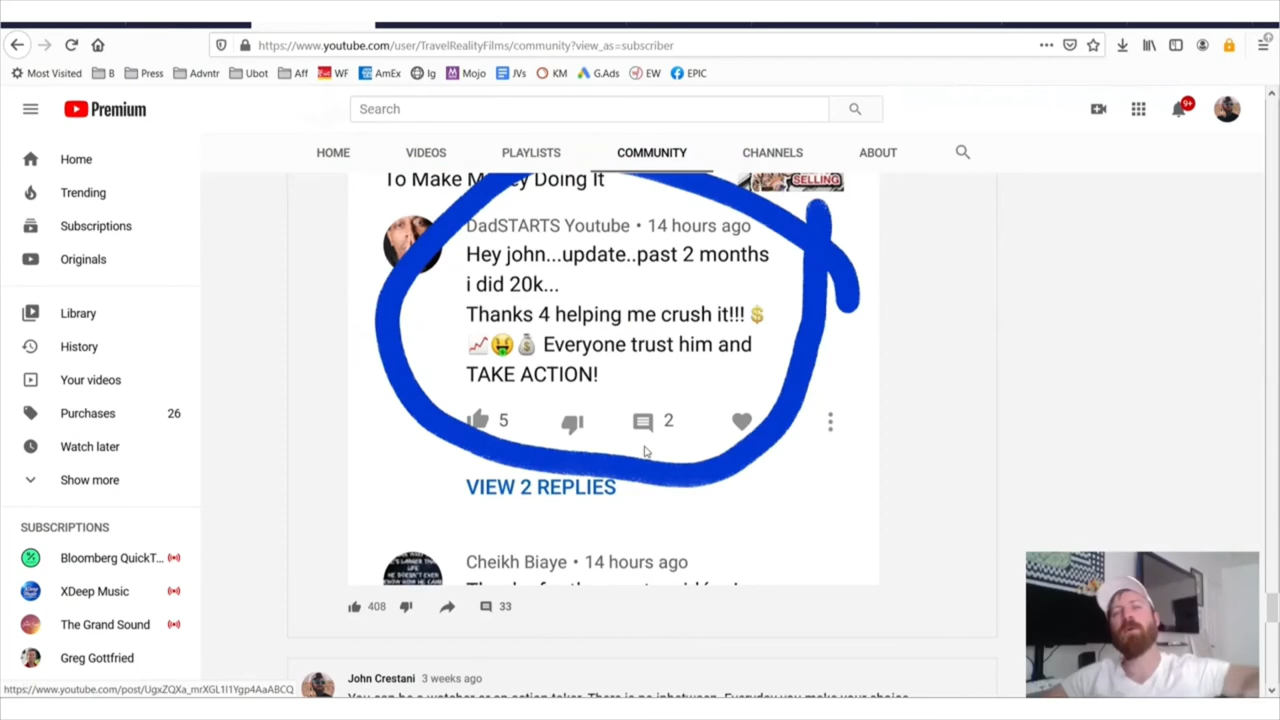 https://www.youtube.com/user/TravelRealityFilms/community?view_as=subscriber
Most Visited B Press Advntr Ubot Aff WF AmEx Ig Mojo JVs KM G.Ads EW EPIC
Premium
Search
9+
HOME VIDEOS PLAYLISTS COMMUNITY CHANNELS ABOUT
Home
Trending
Subscriptions
Originals
Library
History
Your videos
Purchases 26
Watch later
Show more
SUBSCRIPTIONS
Bloomberg QuickT...
XDeep Music
The Grand Sound
Greg Gottfried
https://www.youtube.com/post/UgxZQXa_mrXGL1I1Ygp4AaABCQ
To Make Money Doing It
SELLING
DadSTARTS Youtube • 14 hours ago
Hey john...update..past 2 months
i did 20k...
Thanks 4 helping me crush it!!! 💲
📈🤑💰 Everyone trust him and
TAKE ACTION!
5 2
VIEW 2 REPLIES
Cheikh Biaye • 14 hours ago
408 33
John Crestani 3 weeks ago